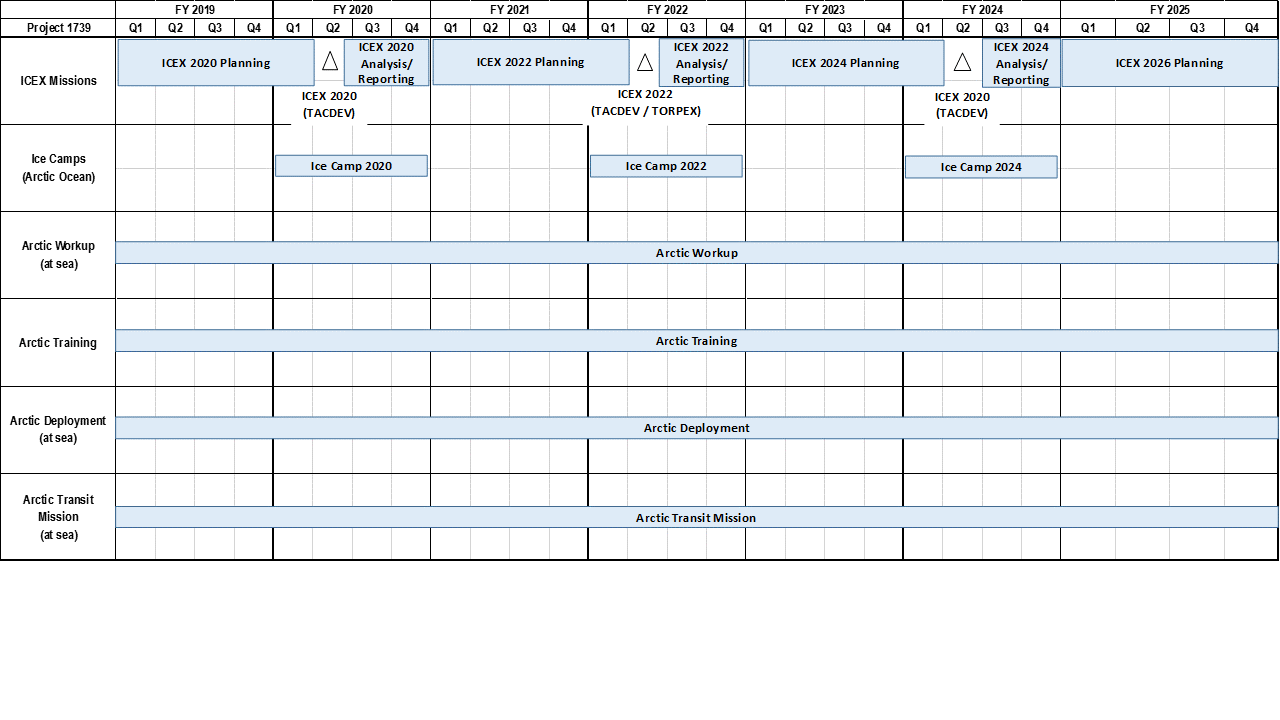 FY 2019 FY 2020 FY 2021 FY 2022 FY 2023 FY 2024 FY 2025
Project 1739 Q1 Q2 Q3 Q4 Q1 Q2 Q3 Q4 Q1 Q2 Q3 Q4 Q1 Q2 Q3 Q4 Q1 Q2 Q3 Q4 Q1 Q2 Q3 Q4 Q1 Q2 Q3 Q4
ICEX Missions
ICEX 2020 Planning
ICEX 2020
Analysis/
Reporting
ICEX 2022 Planning
ICEX 2022
Analysis/
Reporting
ICEX 2024 Planning
ICEX 2024
Analysis/
Reporting
ICEX 2026 Planning
ICEX 2020
(TACDEV)
ICEX 2022
(TACDEV / TORPEX)
ICEX 2020
(TACDEV)
Ice Camps
(Arctic Ocean)
Ice Camp 2020
Ice Camp 2022
Ice Camp 2024
Arctic Workup
(at sea)
Arctic Workup
Arctic Training
Arctic Training
Arctic Deployment
(at sea)
Arctic Deployment
Arctic Transit
Mission
(at sea)
Arctic Transit Mission